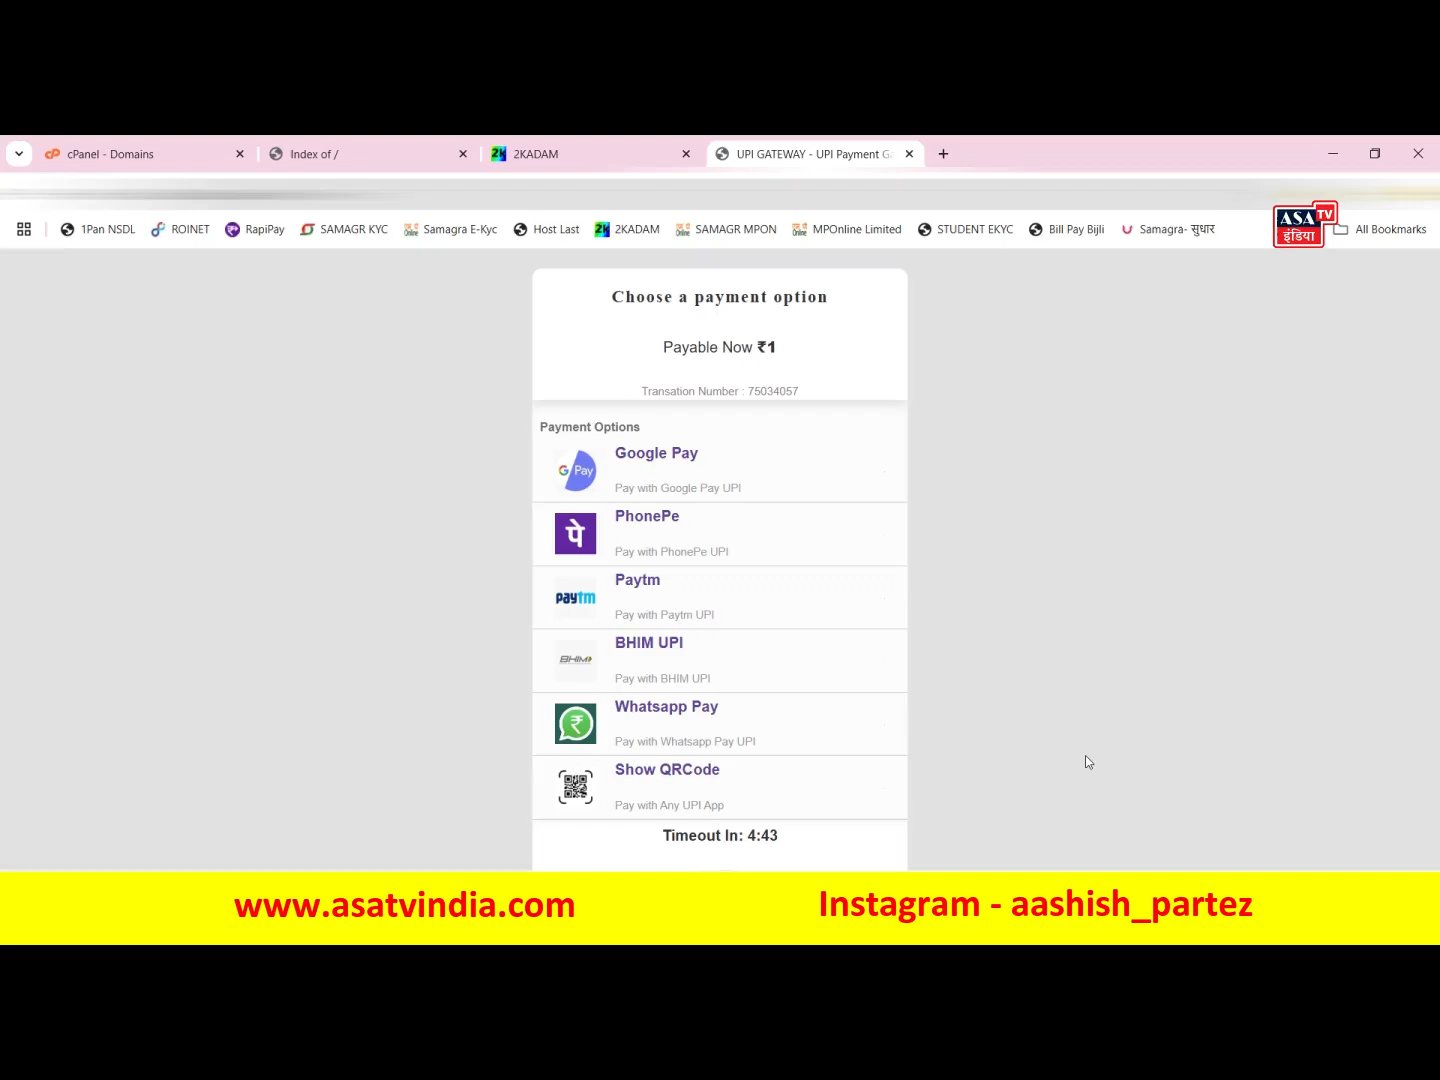 cPanel - Domains
Index of /
2KADAM
UPI GATEWAY - UPI Payment G
1Pan NSDL
ROINET
RapiPay
SAMAGR KYC
Samagra E-Kyc
Host Last
2KADAM
SAMAGR MPON
MPOnline Limited
STUDENT EKYC
Bill Pay Bijli
Samagra- सुधार
ASA TV
इंडिया
All Bookmarks
Choose a payment option
Payable Now ₹1
Transation Number : 75034057
Payment Options
Google Pay
G Pay
Pay with Google Pay UPI
PhonePe
पे
Pay with PhonePe UPI
Paytm
paytm
Pay with Paytm UPI
BHIM UPI
BHIM
Pay with BHIM UPI
Whatsapp Pay
₹
Pay with Whatsapp Pay UPI
Show QRCode
Pay with Any UPI App
Timeout In: 4:43
www.asatvindia.com
Instagram - aashish_partez